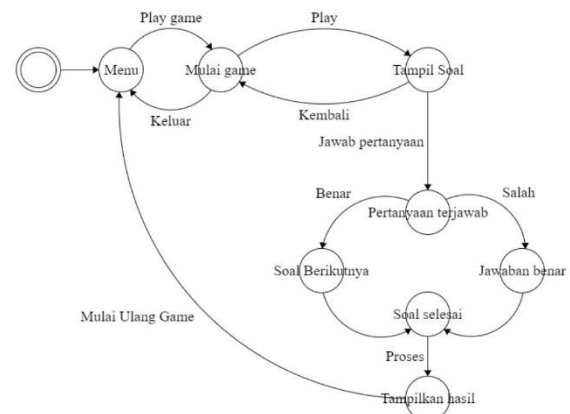 Play game
Play
Menu
Mulai game
Tampil Soal
Keluar
Kembali
Jawab pertanyaan
Benar
Salah
Pertanyaan terjawab
Soal Berikutnya
Jawaban benar
Mulai Ulang Game
Soal selesai
Proses
Tampilkan hasil